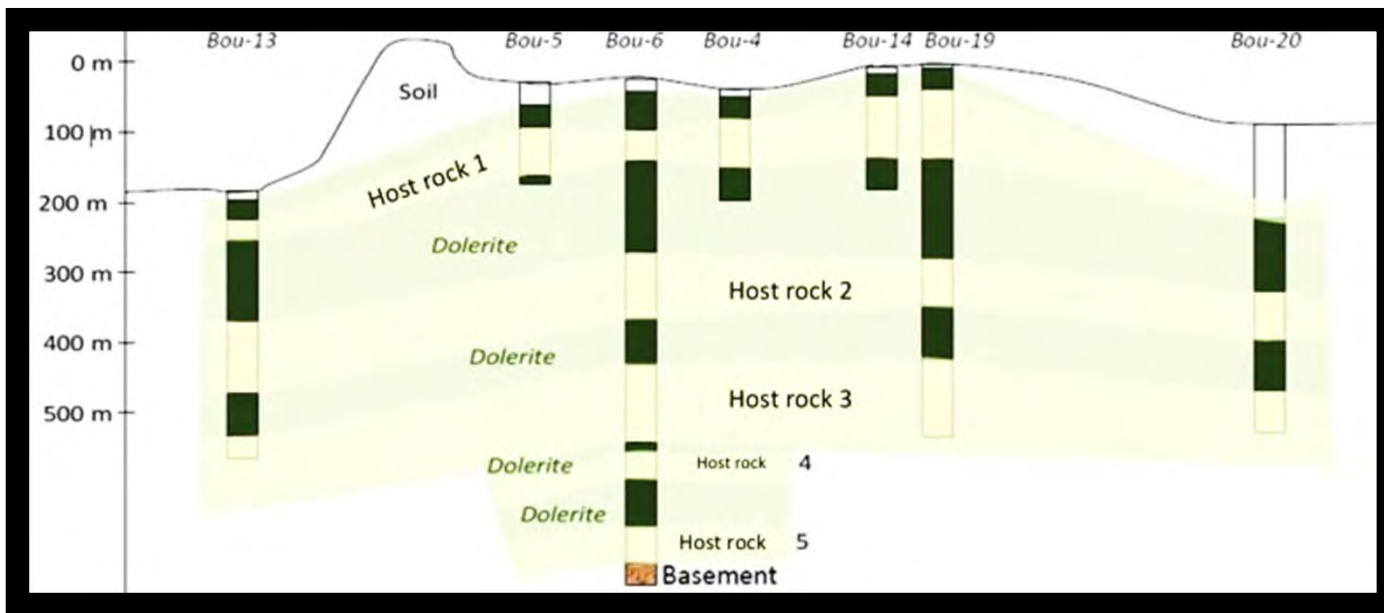 Bou-13 Bou-5 Bou-6 Bou-4 Bou-14 Bou-19 Bou-20
0 m
Soil
100 m
Host rock 1
200 m
Dolerite
300 m
Host rock 2
400 m
Dolerite
Host rock 3
500 m
Dolerite
Host rock 4
Dolerite
Host rock 5
Basement